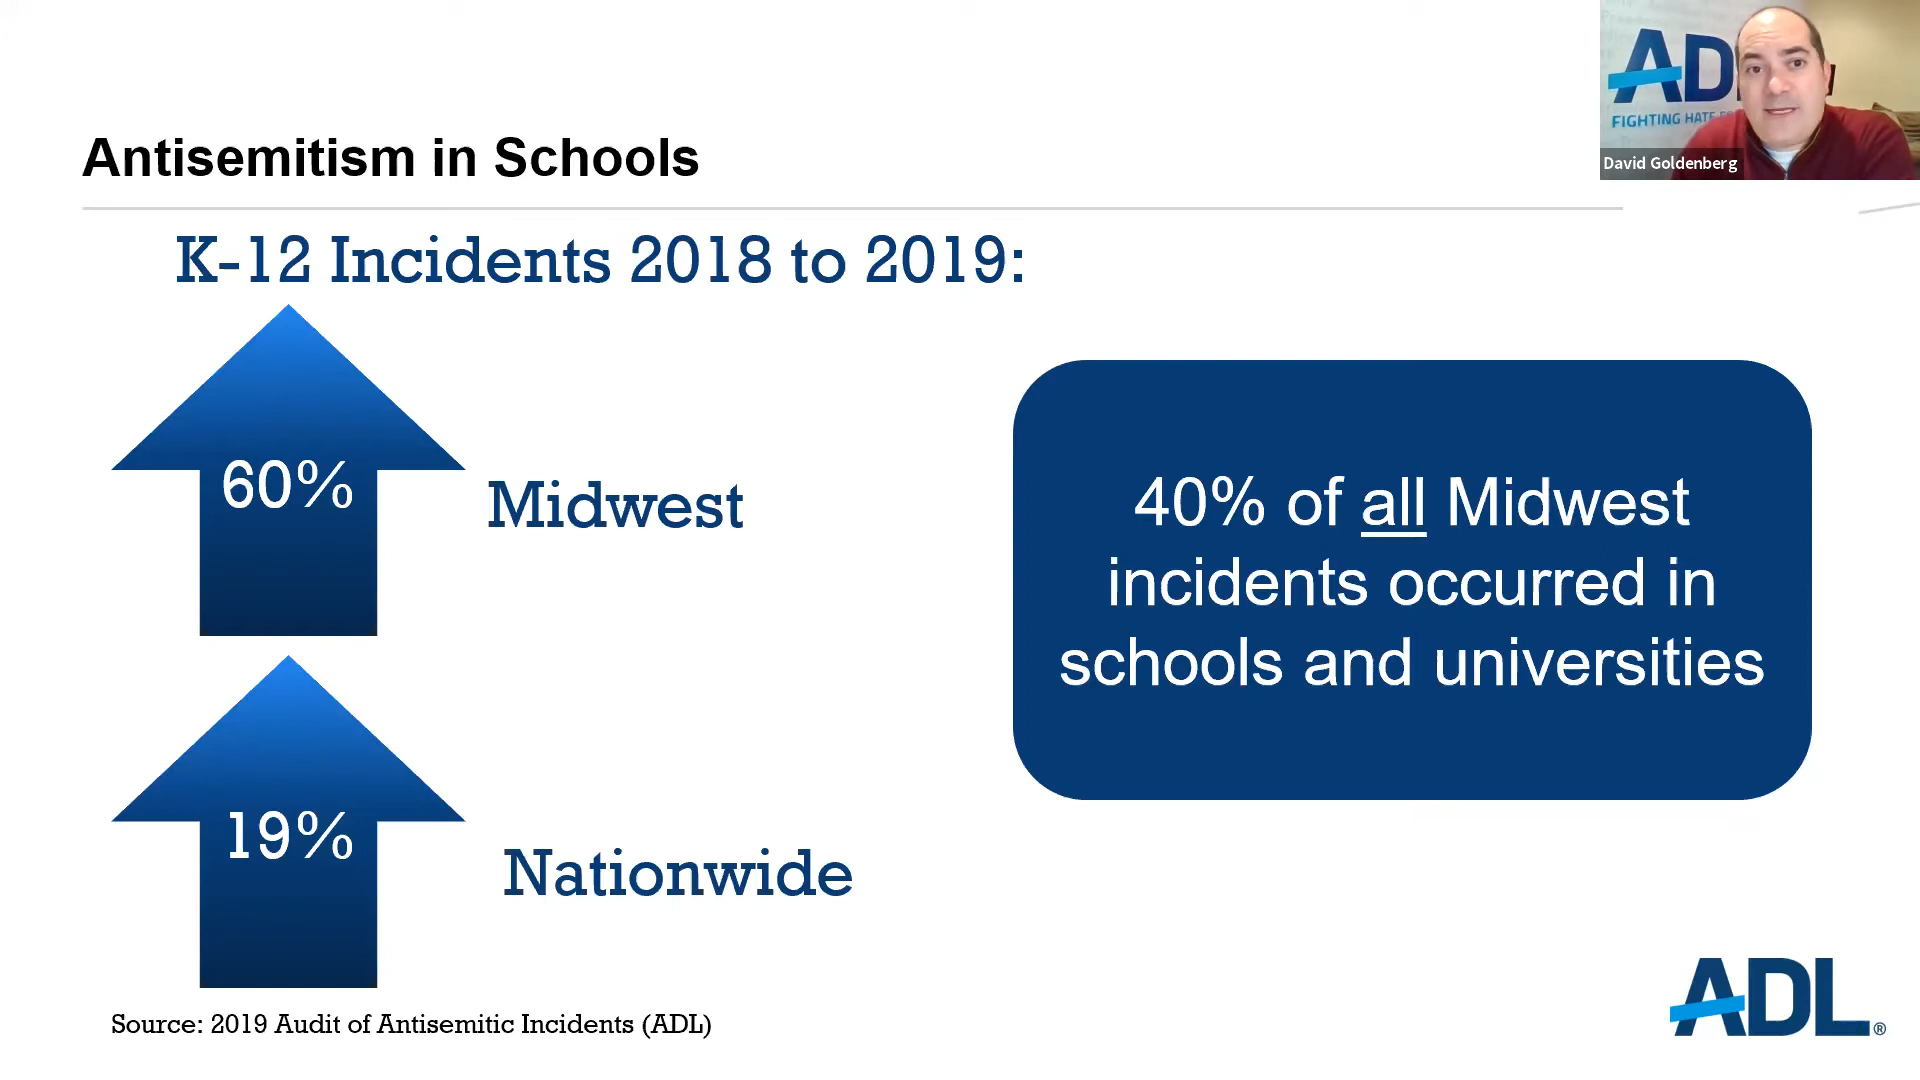 ADL
FIGHTING HATE
David Goldenberg
Antisemitism in Schools
K-12 Incidents 2018 to 2019:
60%
Midwest
40% of all Midwest
incidents occurred in
schools and universities
19%
Nationwide
ADL®
Source: 2019 Audit of Antisemitic Incidents (ADL)